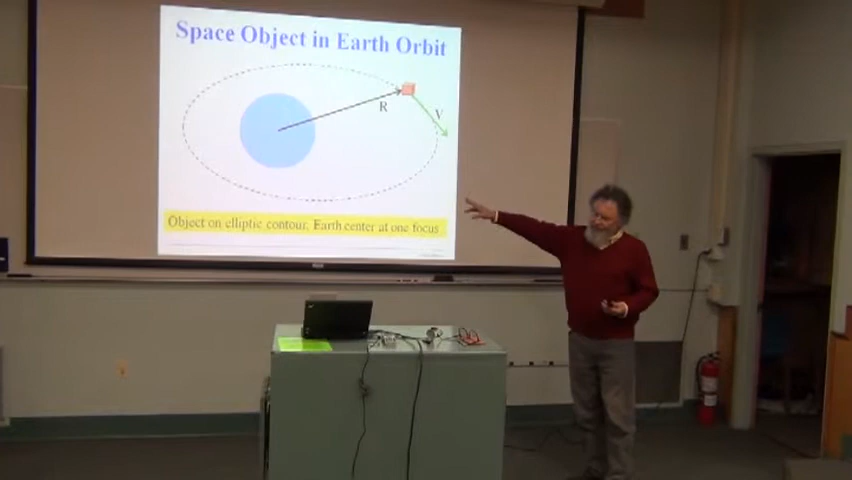 Space Object in Earth Orbit
R
V
Object on elliptic contour, Earth center at one focus